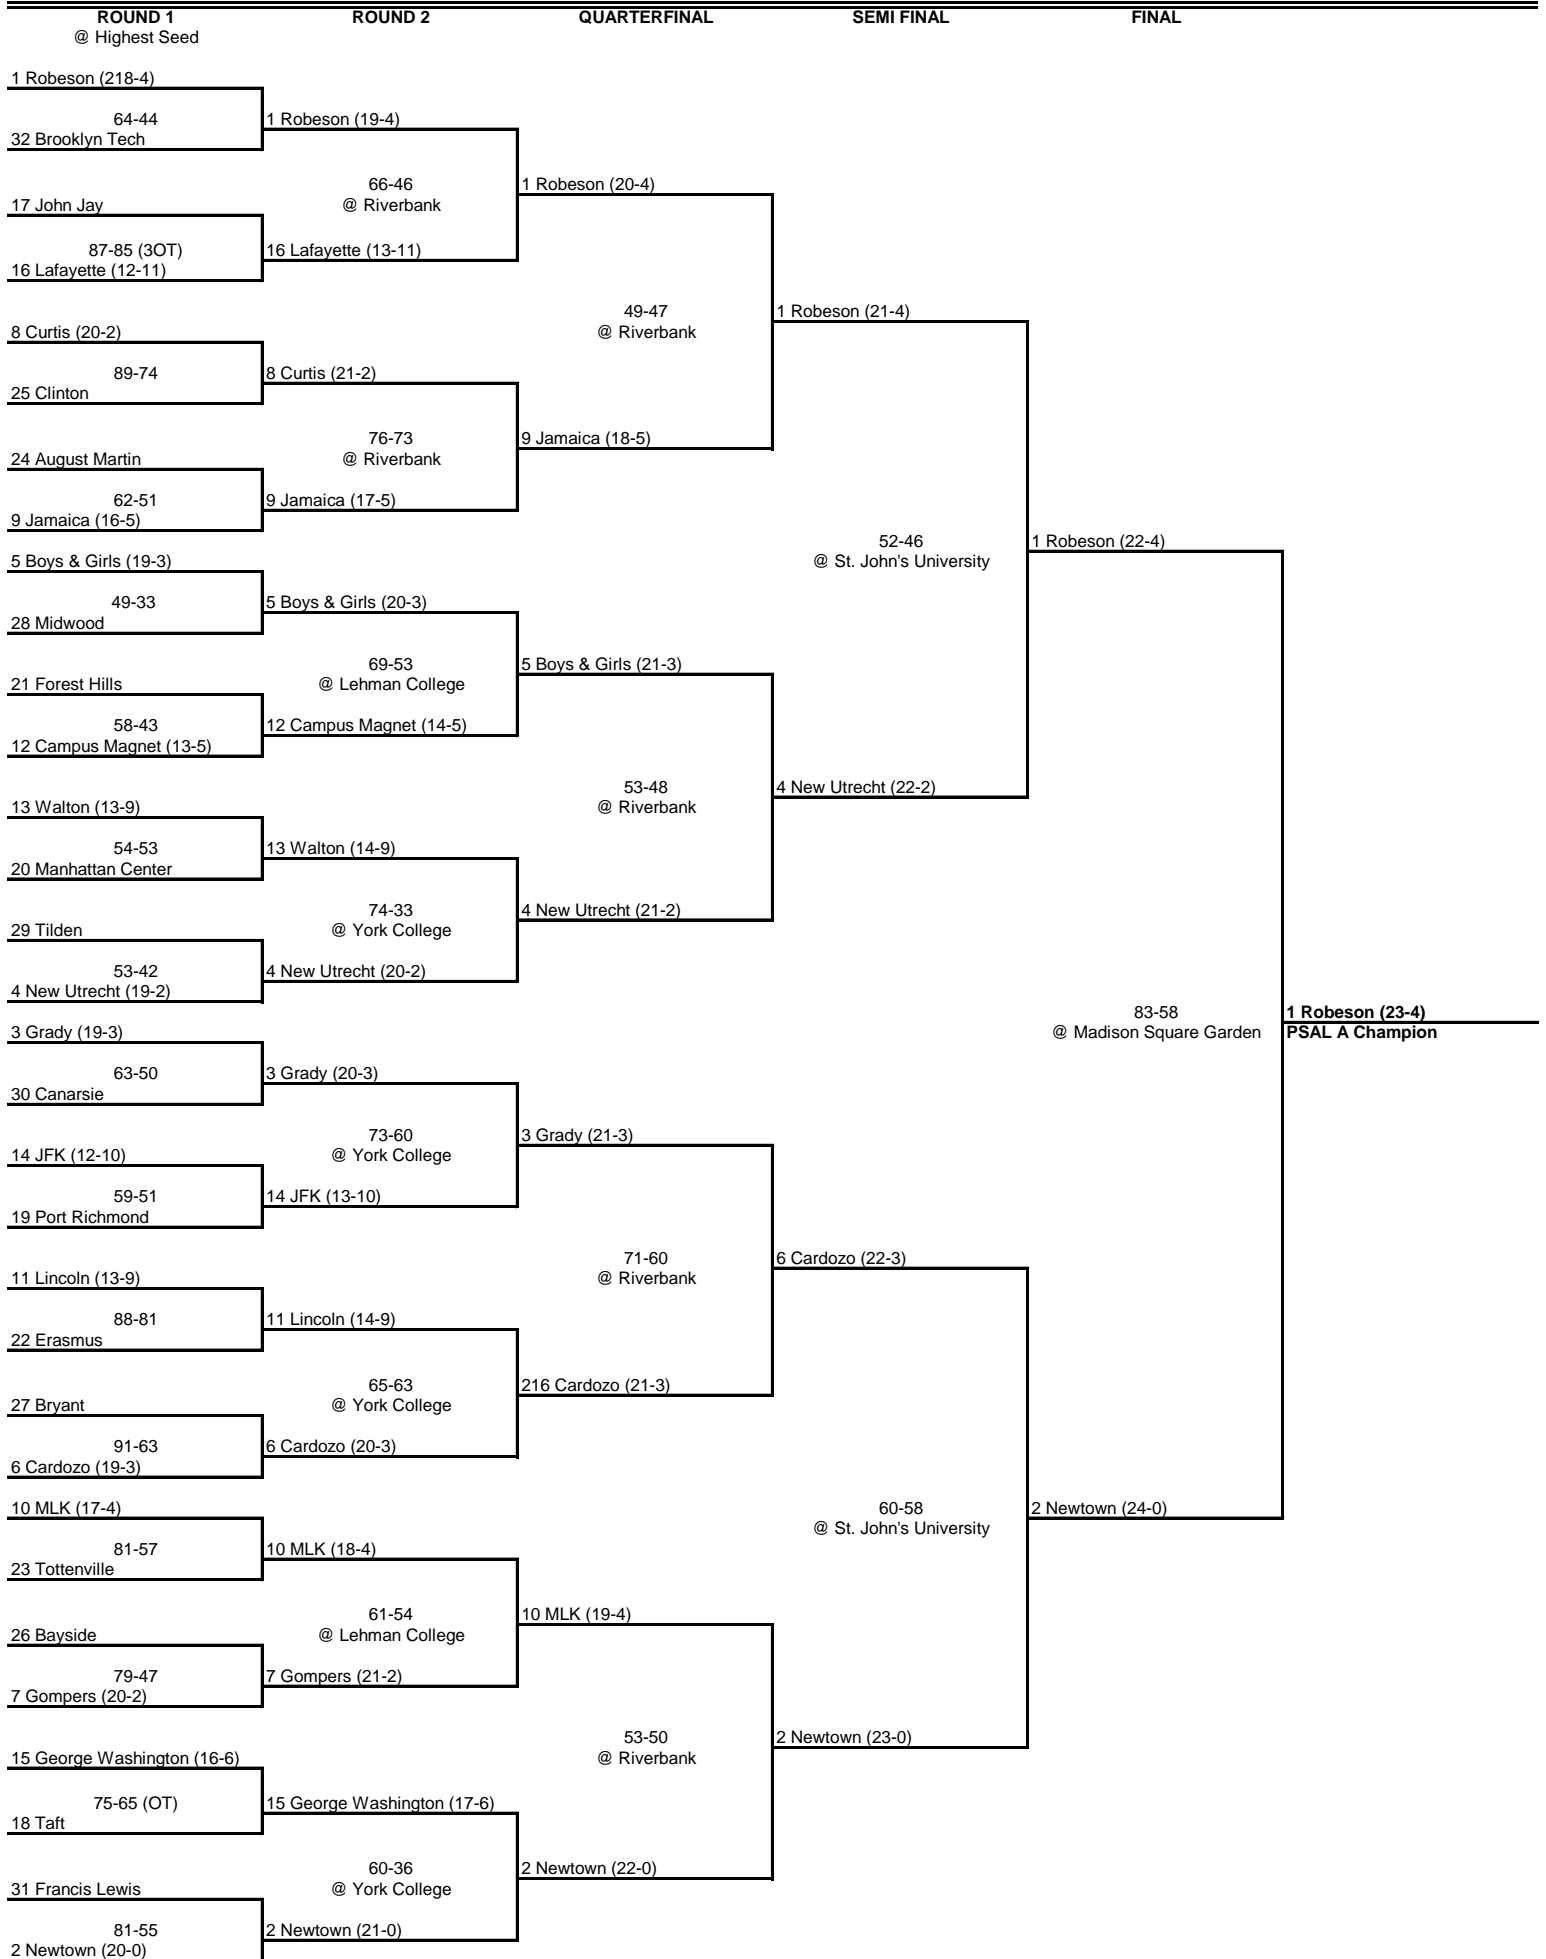 ROUND 1 ROUND 2 QUARTERFINAL SEMI FINAL FINAL
@ Highest Seed
1 Robeson (218-4)
64-44 1 Robeson (19-4)
32 Brooklyn Tech
66-46 1 Robeson (20-4)
17 John Jay @ Riverbank
87-85 (3OT) 16 Lafayette (13-11)
16 Lafayette (12-11)
49-47 1 Robeson (21-4)
8 Curtis (20-2) @ Riverbank
89-74 8 Curtis (21-2)
25 Clinton
76-73 9 Jamaica (18-5)
24 August Martin @ Riverbank
62-51 9 Jamaica (17-5)
9 Jamaica (16-5)
52-46 1 Robeson (22-4)
5 Boys & Girls (19-3) @ St. John's University
49-33 5 Boys & Girls (20-3)
28 Midwood
69-53 5 Boys & Girls (21-3)
21 Forest Hills @ Lehman College
58-43 12 Campus Magnet (14-5)
12 Campus Magnet (13-5)
53-48 4 New Utrecht (22-2)
13 Walton (13-9) @ Riverbank
54-53 13 Walton (14-9)
20 Manhattan Center
74-33 4 New Utrecht (21-2)
29 Tilden @ York College
53-42 4 New Utrecht (20-2)
4 New Utrecht (19-2)
83-58 1 Robeson (23-4)
3 Grady (19-3) @ Madison Square Garden PSAL A Champion
63-50 3 Grady (20-3)
30 Canarsie
73-60 3 Grady (21-3)
14 JFK (12-10) @ York College
59-51 14 JFK (13-10)
19 Port Richmond
71-60 6 Cardozo (22-3)
11 Lincoln (13-9) @ Riverbank
88-81 11 Lincoln (14-9)
22 Erasmus
65-63 216 Cardozo (21-3)
27 Bryant @ York College
91-63 6 Cardozo (20-3)
6 Cardozo (19-3)
10 MLK (17-4) 60-58 2 Newtown (24-0)
@ St. John's University
81-57 10 MLK (18-4)
23 Tottenville
61-54 10 MLK (19-4)
26 Bayside @ Lehman College
79-47 7 Gompers (21-2)
7 Gompers (20-2)
53-50 2 Newtown (23-0)
15 George Washington (16-6) @ Riverbank
75-65 (OT) 15 George Washington (17-6)
18 Taft
60-36 2 Newtown (22-0)
31 Francis Lewis @ York College
81-55 2 Newtown (21-0)
2 Newtown (20-0)